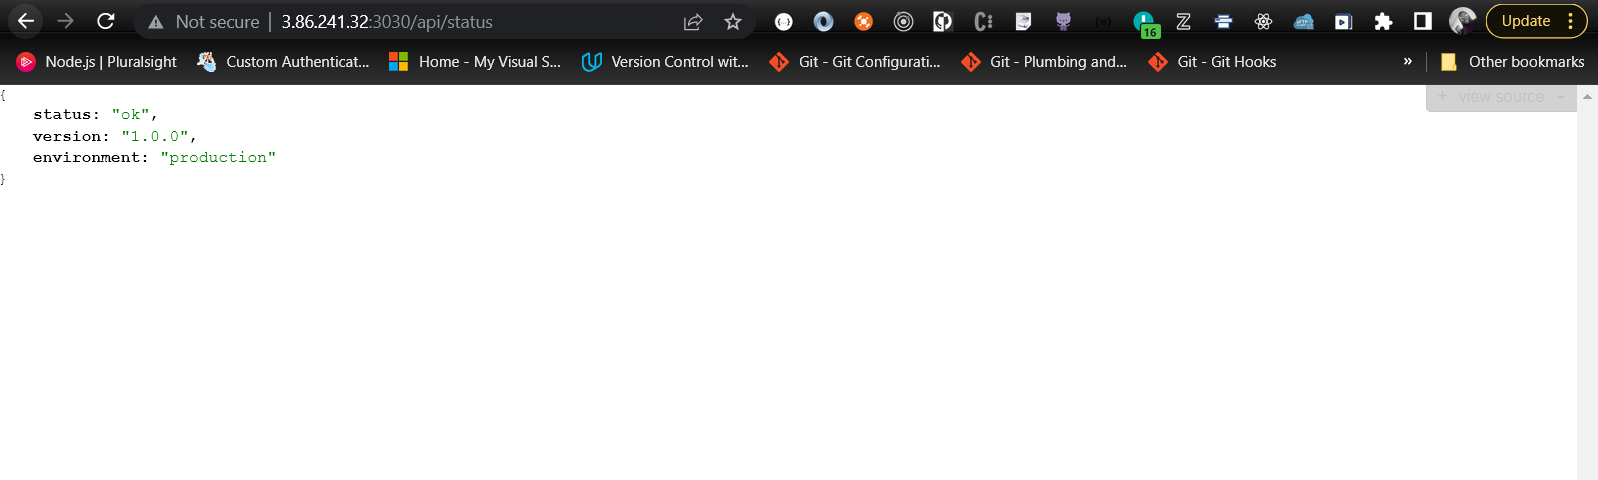 Not secure | 3.86.241.32:3030/api/status
16
Update
Node.js | Pluralsight Custom Authenticat... Home - My Visual S... Version Control wit... Git - Git Configurati... Git - Plumbing and... Git - Git Hooks » Other bookmarks
{
+ view source -
status: "ok",
version: "1.0.0",
environment: "production"
}